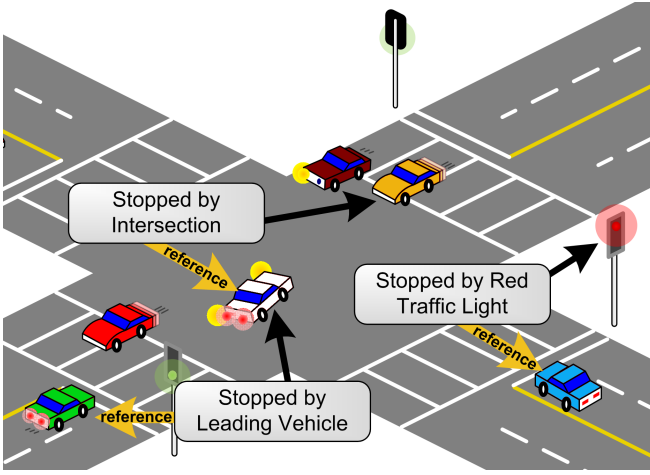 Stopped by
Intersection
reference
Stopped by Red
Traffic Light
reference
Stopped by
Leading Vehicle
reference